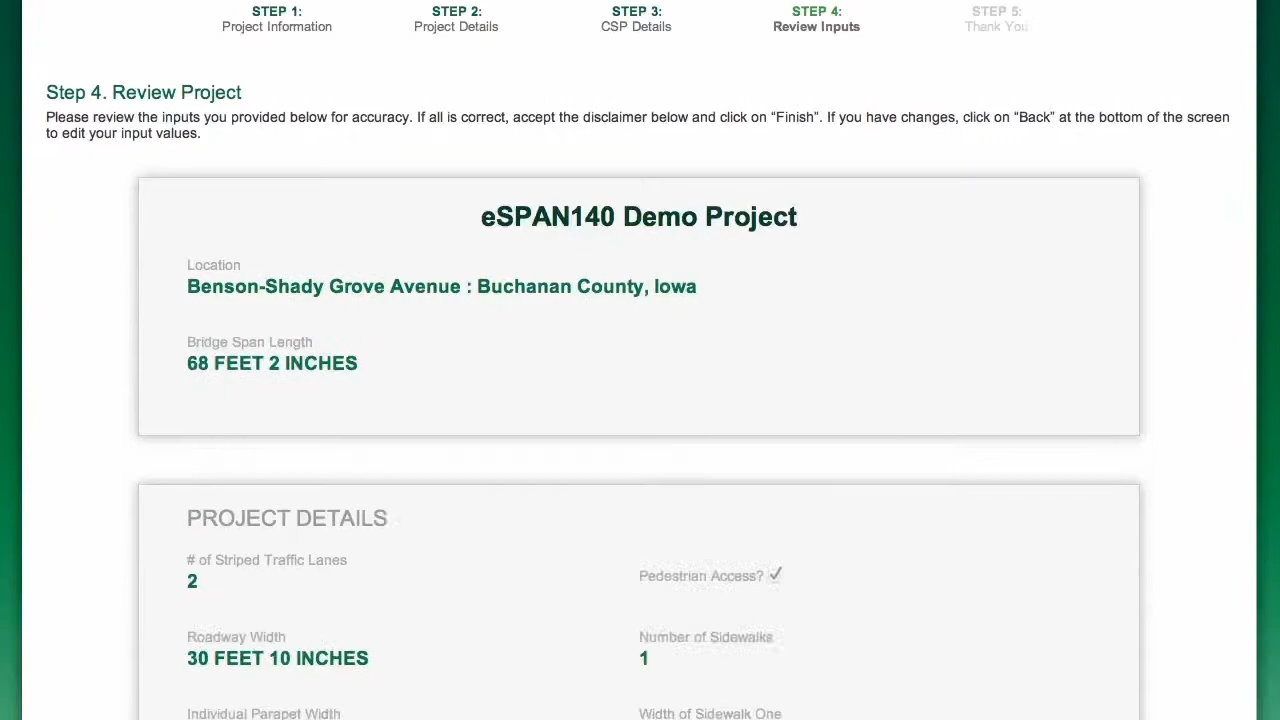 STEP 1:
Project Information
STEP 2:
Project Details
STEP 3:
CSP Details
STEP 4:
Review Inputs
STEP 5:
Thank You
Step 4. Review Project
Please review the inputs you provided below for accuracy. If all is correct, accept the disclaimer below and click on “Finish”. If you have changes, click on “Back” at the bottom of the screen
to edit your input values.
eSPAN140 Demo Project
Location
Benson-Shady Grove Avenue : Buchanan County, Iowa
Bridge Span Length
68 FEET 2 INCHES
PROJECT DETAILS
# of Striped Traffic Lanes
2
Pedestrian Access? ✓
Roadway Width
30 FEET 10 INCHES
Number of Sidewalks
1
Individual Parapet Width
Width of Sidewalk One